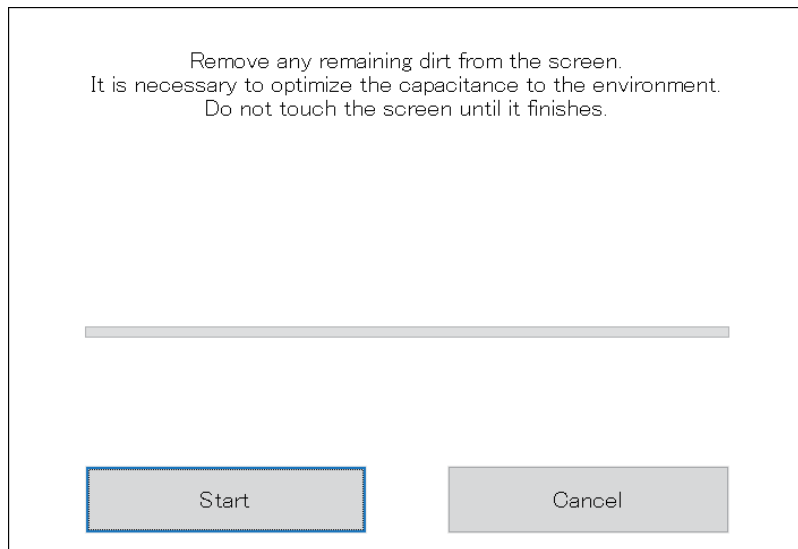 Remove any remaining dirt from the screen.
It is necessary to optimize the capacitance to the environment.
Do not touch the screen until it finishes.
Start
Cancel